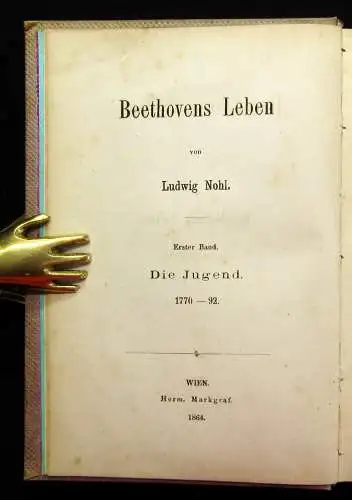 Beethovens Leben
von
Ludwig Nohl.
Erster Band.
Die Jugend.
1770 — 92.
WIEN.
Herm. Markgraf.
1864.